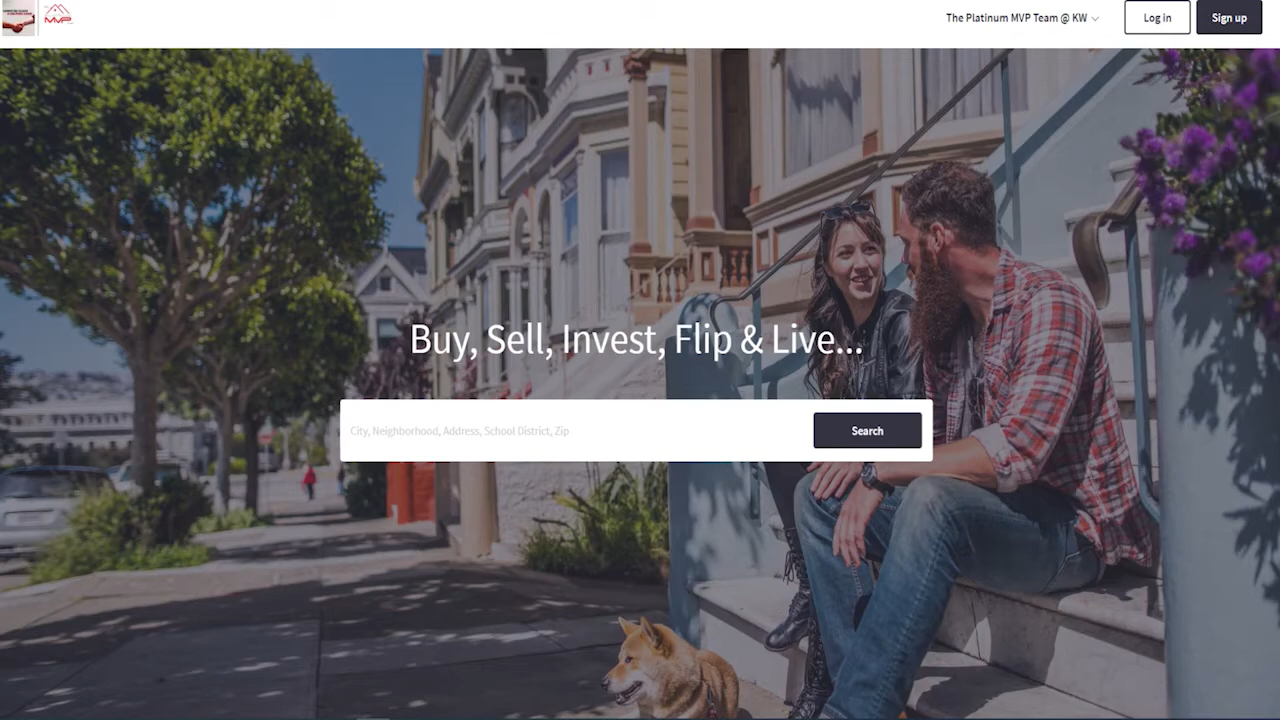 MVP
The Platinum MVP Team @ KW
Log in
Sign up
Buy, Sell, Invest, Flip & Live...
City, Neighborhood, Address, School District, Zip
Search